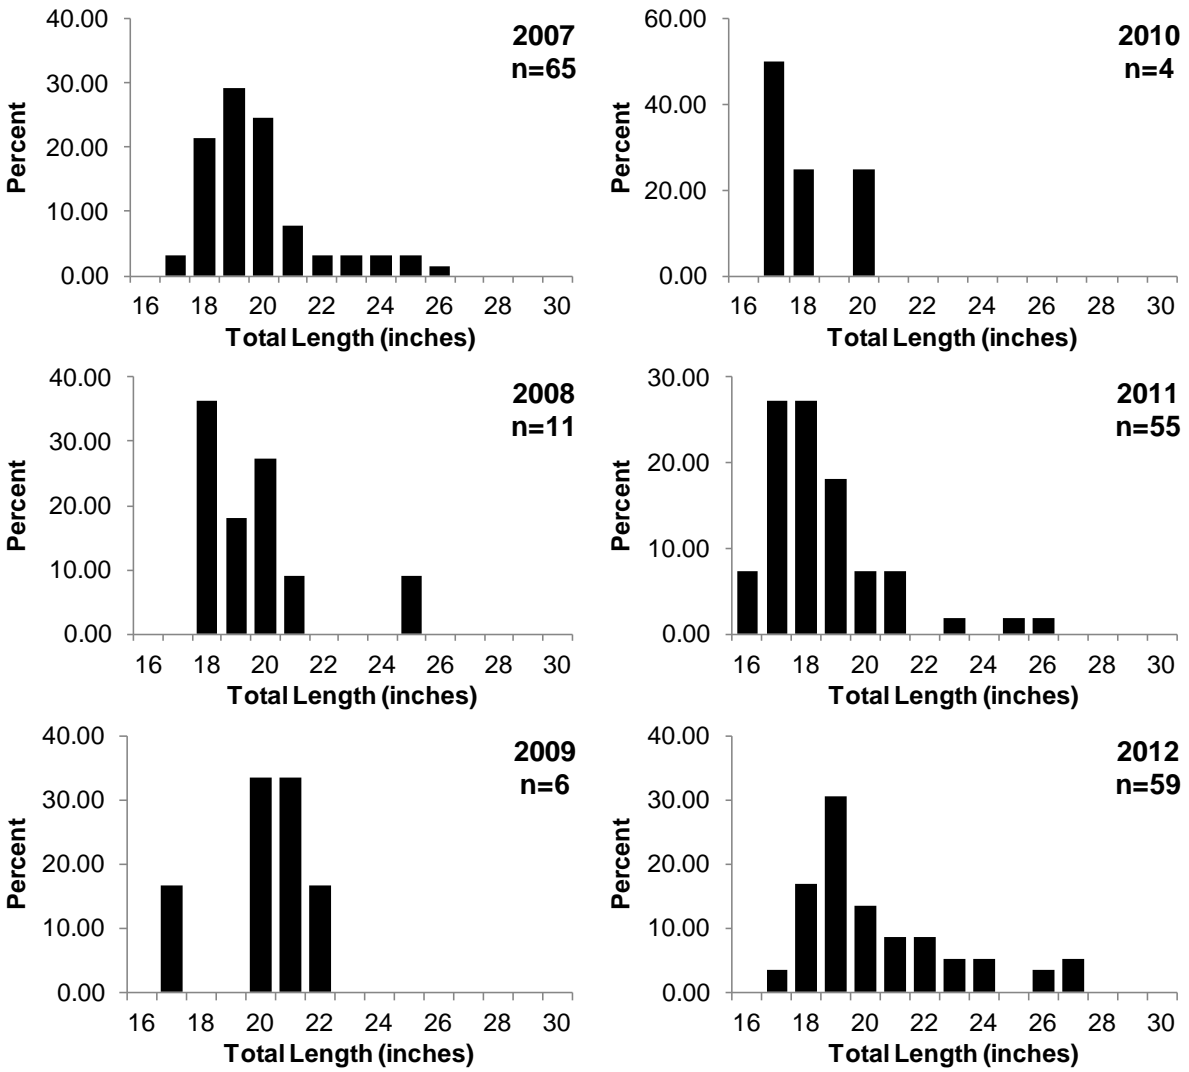 40.00
30.00
20.00
10.00
0.00
Percent
2007
n=65
16 18 20 22 24 26 28 30
Total Length (inches)
60.00
40.00
20.00
0.00
Percent
2010
n=4
16 18 20 22 24 26 28 30
Total Length (inches)
40.00
30.00
20.00
10.00
0.00
Percent
2008
n=11
16 18 20 22 24 26 28 30
Total Length (inches)
30.00
20.00
10.00
0.00
Percent
2011
n=55
16 18 20 22 24 26 28 30
Total Length (inches)
40.00
30.00
20.00
10.00
0.00
Percent
2009
n=6
16 18 20 22 24 26 28 30
Total Length (inches)
40.00
30.00
20.00
10.00
0.00
Percent
2012
n=59
16 18 20 22 24 26 28 30
Total Length (inches)